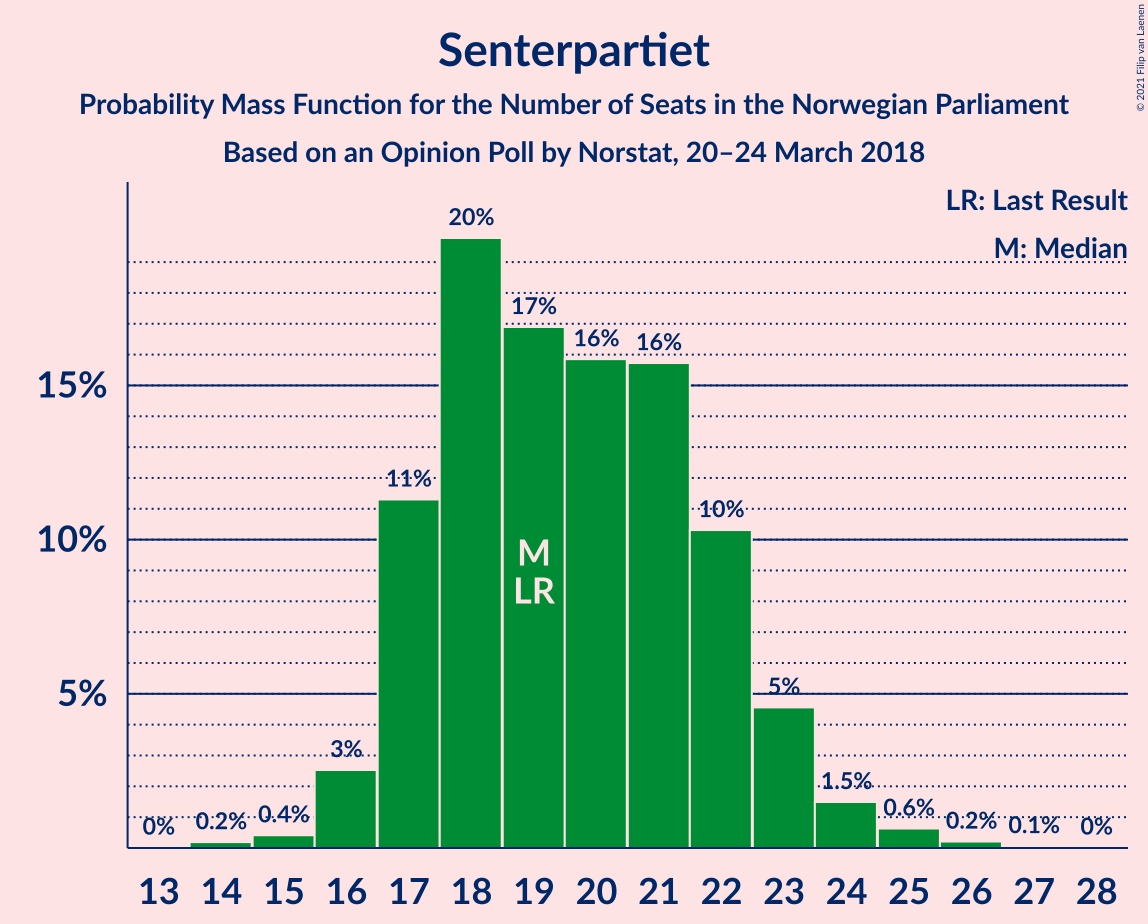 Senterpartiet
Probability Mass Function for the Number of Seats in the Norwegian Parliament
Based on an Opinion Poll by Norstat, 20–24 March 2018
© 2021 Filip van Laenen
LR: Last Result
M: Median
15%
10%
5%
0%
0.2%
0.4%
3%
11%
20%
17%
16%
16%
10%
5%
1.5%
0.6%
0.2%
0.1%
0%
M
LR
13 14 15 16 17 18 19 20 21 22 23 24 25 26 27 28